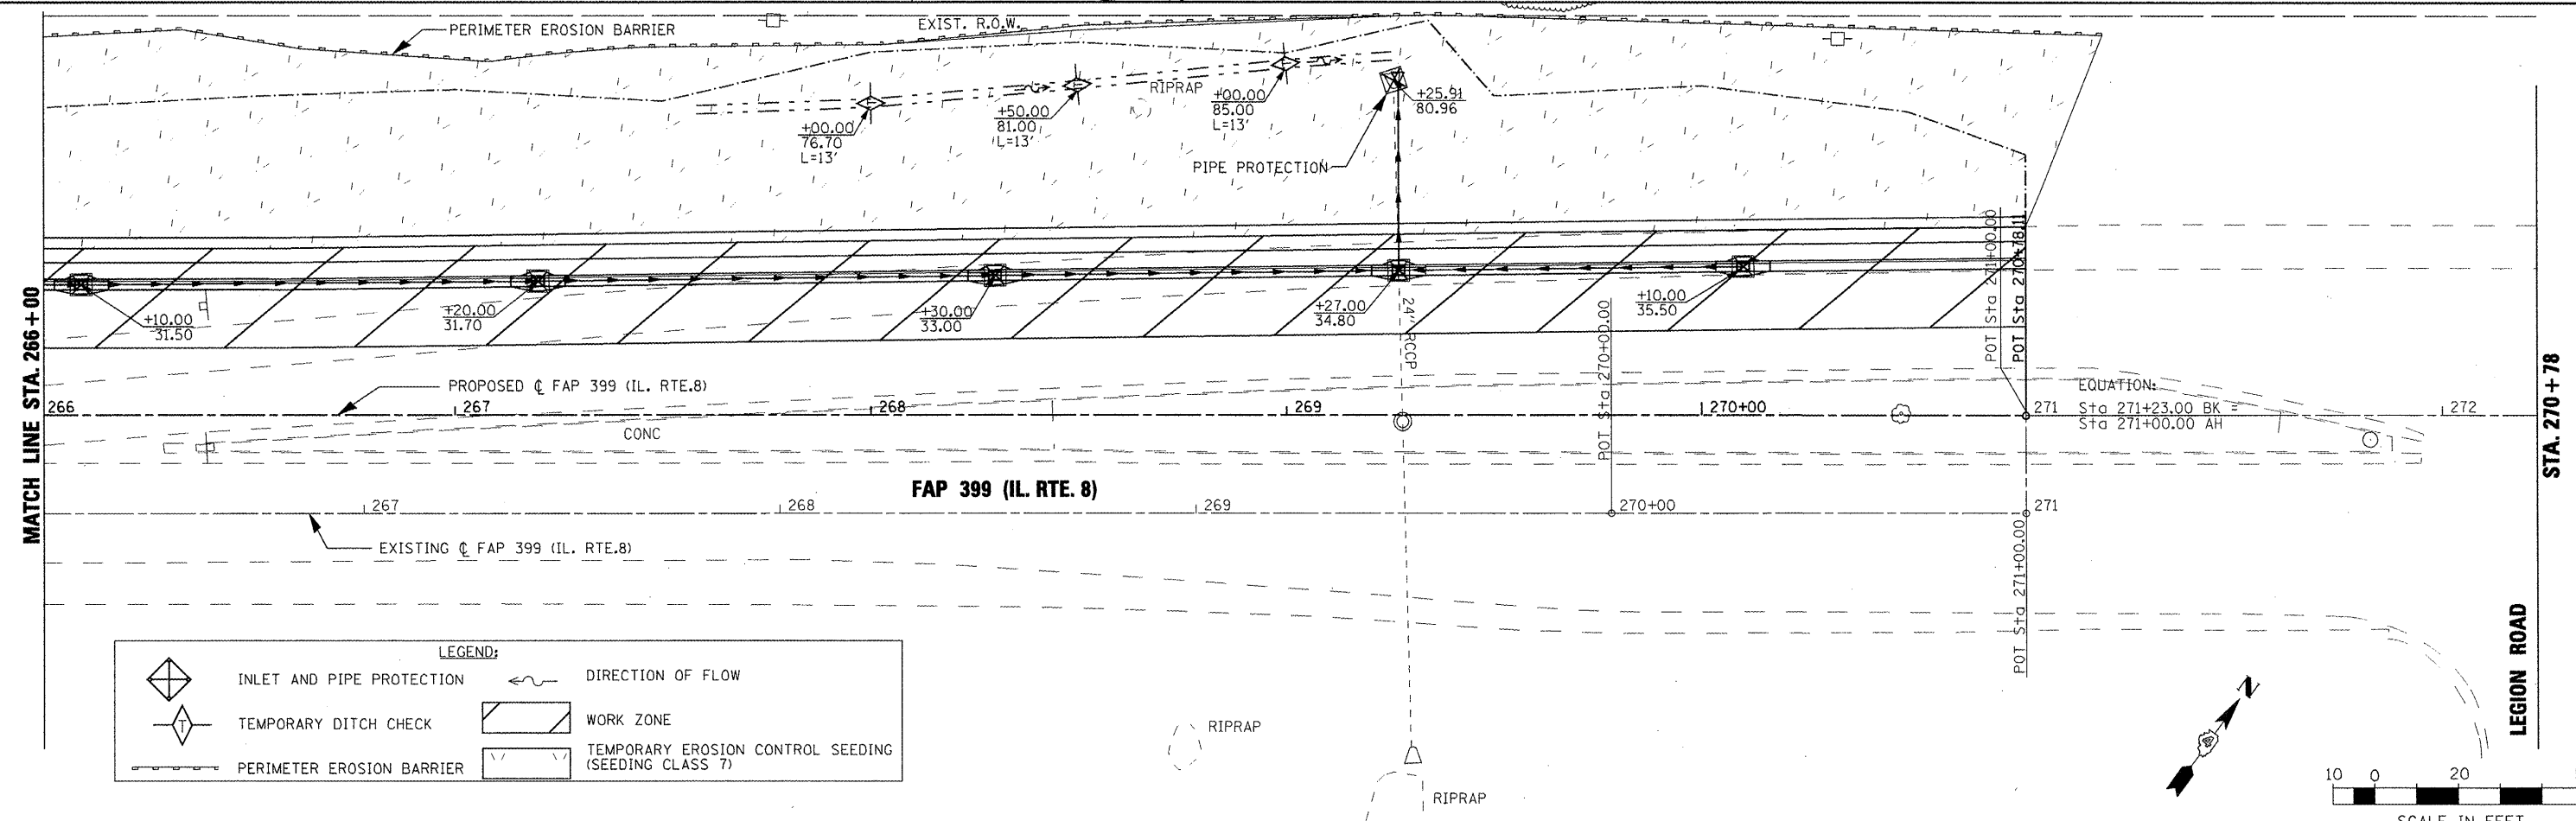 PERIMETER EROSION BARRIER
EXIST. R.O.W.
+00.00
76.70
L=13'
+50.00
81.00
L=13'
RIPRAP
+00.00
85.00
L=13'
+25.91
80.96
PIPE PROTECTION
MATCH LINE STA. 266+00
+10.00
31.50
+20.00
31.70
+30.00
33.00
+27.00
34.80
+10.00
35.50
24" RCCP
POT Sta 270+00.00
POT Sta 271+00.00
POT Sta 270+78.11
STA. 270+78
PROPOSED ℄ FAP 399 (IL. RTE.8)
266
267
268
269
270+00
271
272
EQUATION:
Sta 271+23.00 BK =
Sta 271+00.00 AH
CONC
FAP 399 (IL. RTE. 8)
267
268
269
270+00
271
EXISTING ℄ FAP 399 (IL. RTE.8)
POT Sta 271+00.00
LEGION ROAD
LEGEND:
INLET AND PIPE PROTECTION
DIRECTION OF FLOW
T
TEMPORARY DITCH CHECK
WORK ZONE
PERIMETER EROSION BARRIER
TEMPORARY EROSION CONTROL SEEDING
(SEEDING CLASS 7)
RIPRAP
RIPRAP
N
10 0 20
SCALE IN FEET